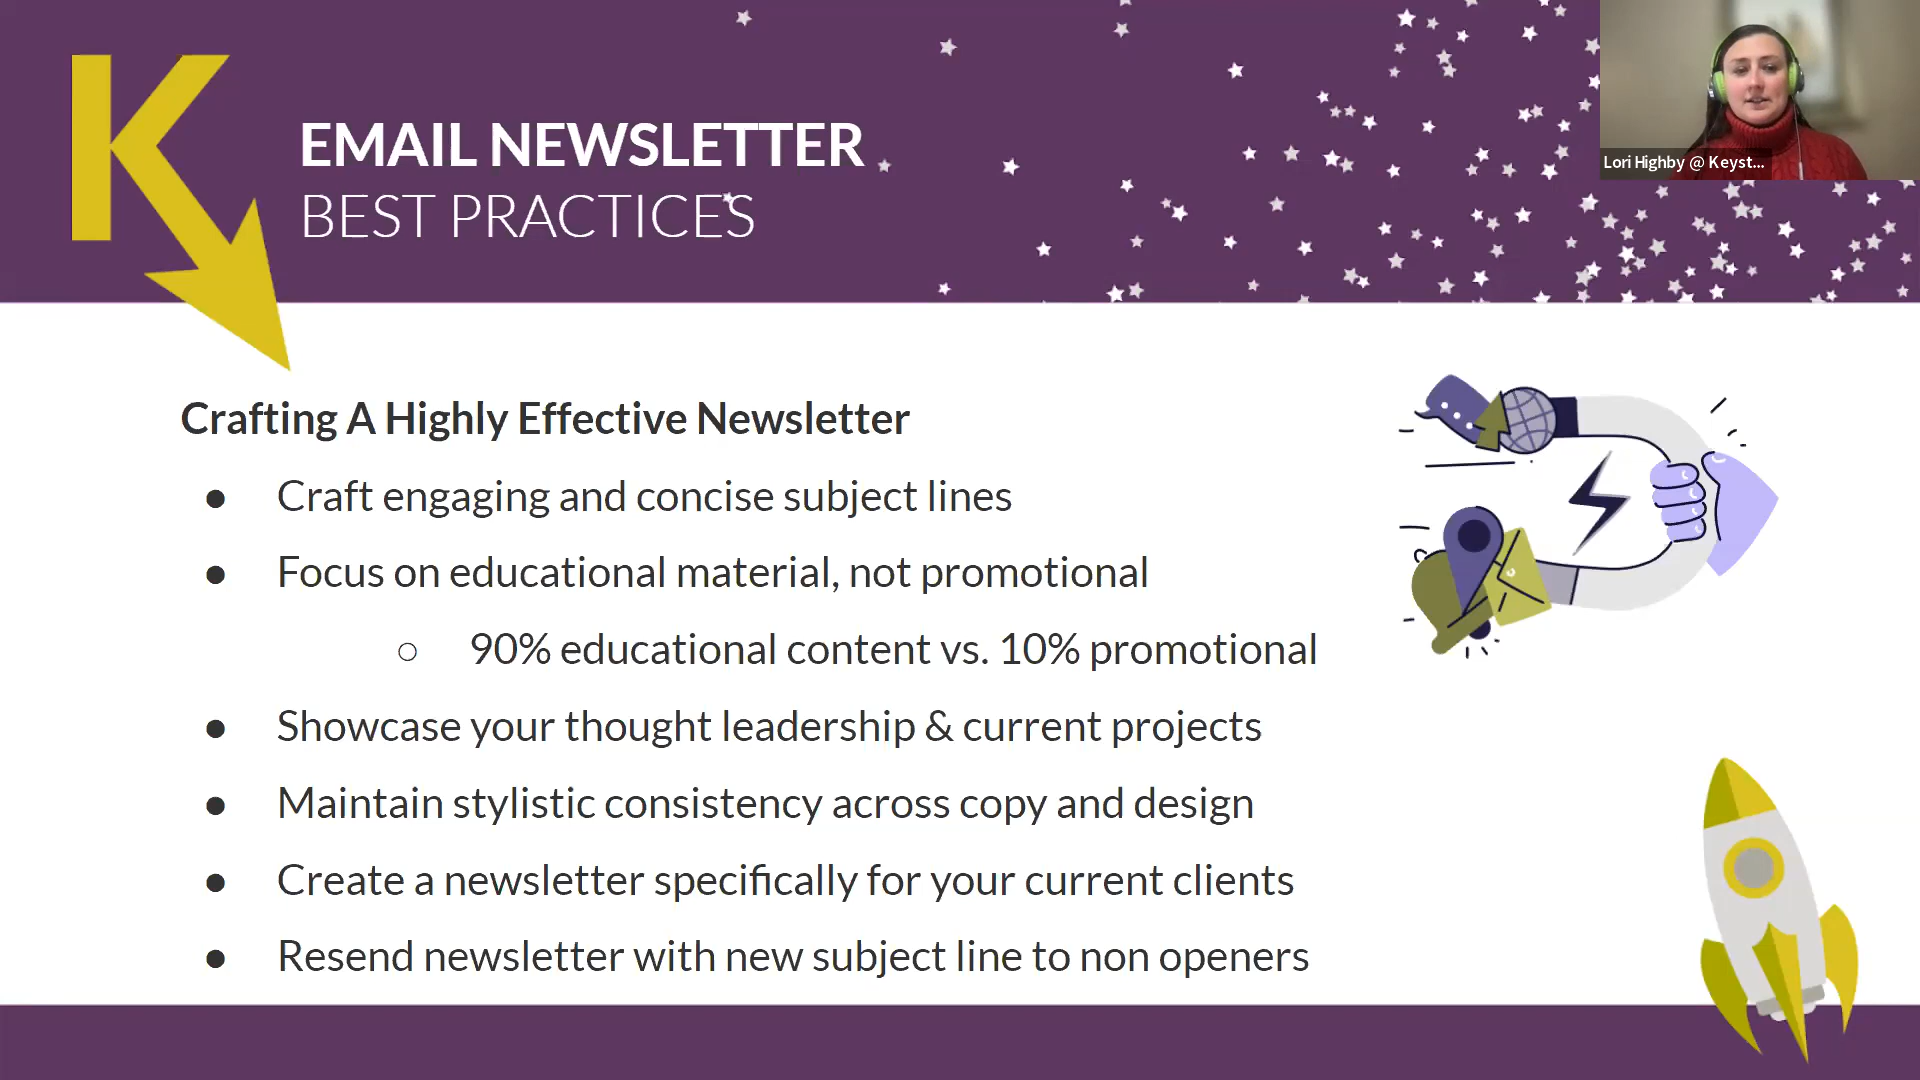 K
EMAIL NEWSLETTER
BEST PRACTICES
Lori Highby @ Keyst...
Crafting A Highly Effective Newsletter
● Craft engaging and concise subject lines
● Focus on educational material, not promotional
○ 90% educational content vs. 10% promotional
● Showcase your thought leadership & current projects
● Maintain stylistic consistency across copy and design
● Create a newsletter specifically for your current clients
● Resend newsletter with new subject line to non openers